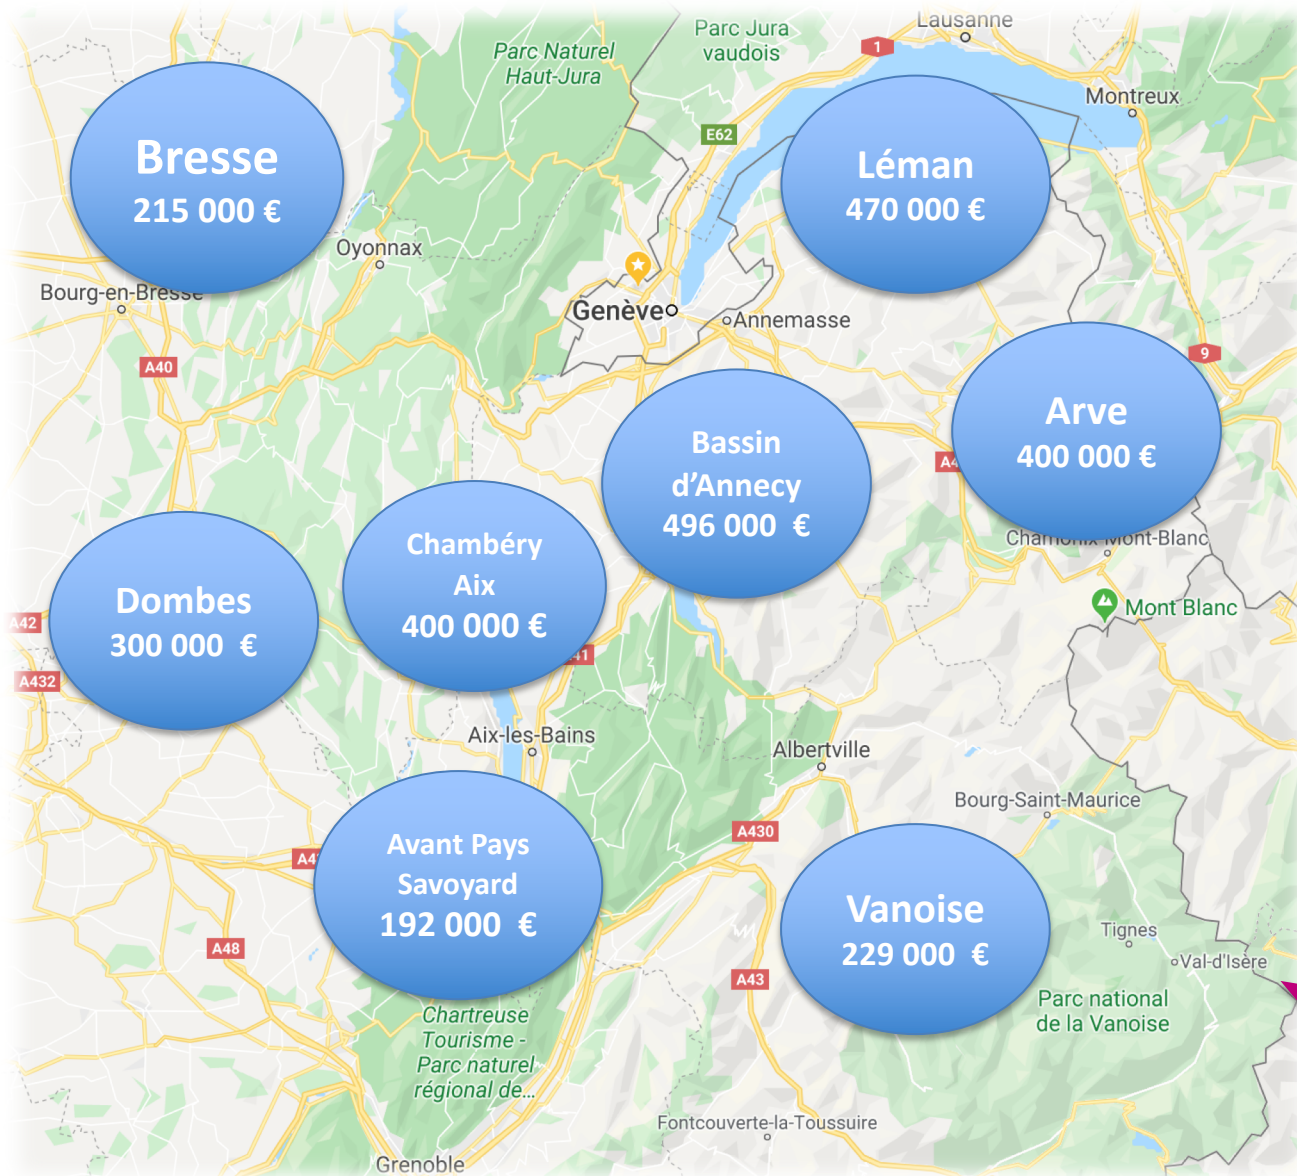 Lausanne
Parc Jura
vaudois
1
Parc Naturel
Haut-Jura
Montreux
E62
Bresse
215 000 €
Léman
470 000 €
Oyonnax
Bourg-en-Bresse
Genève
Annemasse
A40
9
Arve
400 000 €
Bassin
d'Annecy
496 000 €
Chambéry
Aix
400 000 €
Chamonix-Mont-Blanc
Mont Blanc
Dombes
300 000 €
A42
A432
Aix-les-Bains
Albertville
Bourg-Saint-Maurice
A430
Avant Pays
Savoyard
192 000 €
Vanoise
229 000 €
A48
Tignes
Val-d'Isère
A43
Parc national
de la Vanoise
Chartreuse
Tourisme -
Parc naturel
régional de...
Fontcouverte-la-Toussuire
Grenoble